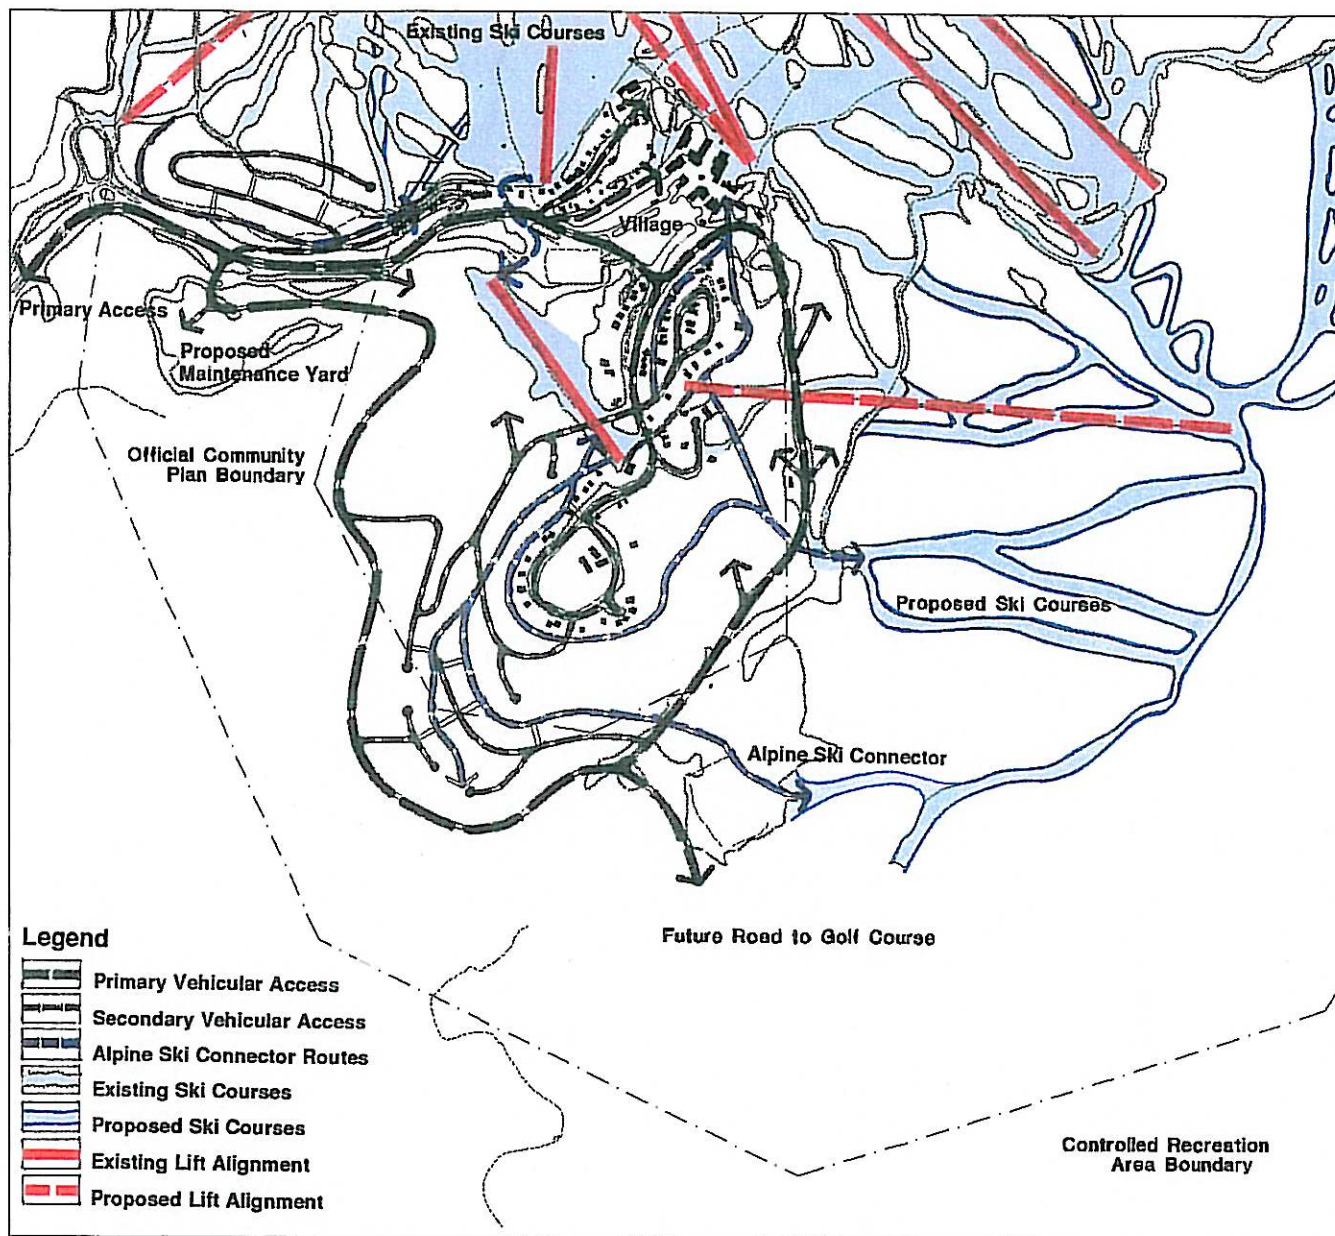 Existing Ski Courses
Village
Primary Access
Proposed
Maintenance Yard
Official Community
Plan Boundary
Proposed Ski Courses
Alpine Ski Connector
Future Road to Golf Course
Legend
Primary Vehicular Access
Secondary Vehicular Access
Alpine Ski Connector Routes
Existing Ski Courses
Proposed Ski Courses
Existing Lift Alignment
Proposed Lift Alignment
Controlled Recreation
Area Boundary